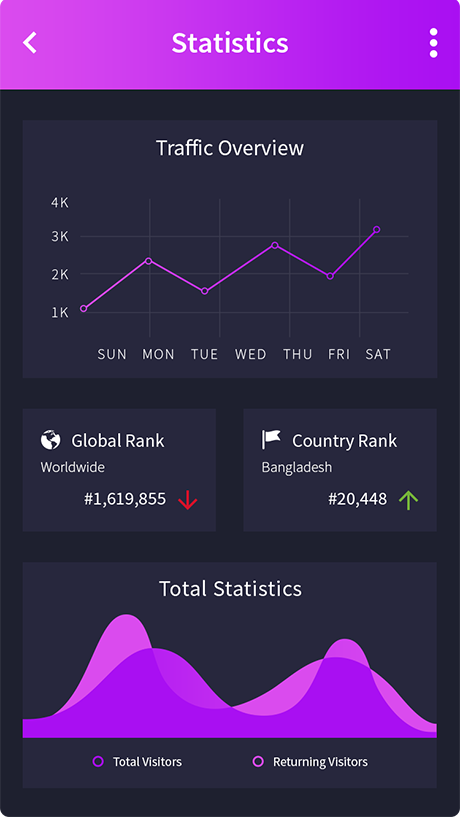 Statistics
Traffic Overview
4K
3K
2K
1K
SUN MON TUE WED THU FRI SAT
Global Rank
Worldwide
#1,619,855
Country Rank
Bangladesh
#20,448
Total Statistics
Total Visitors
Returning Visitors